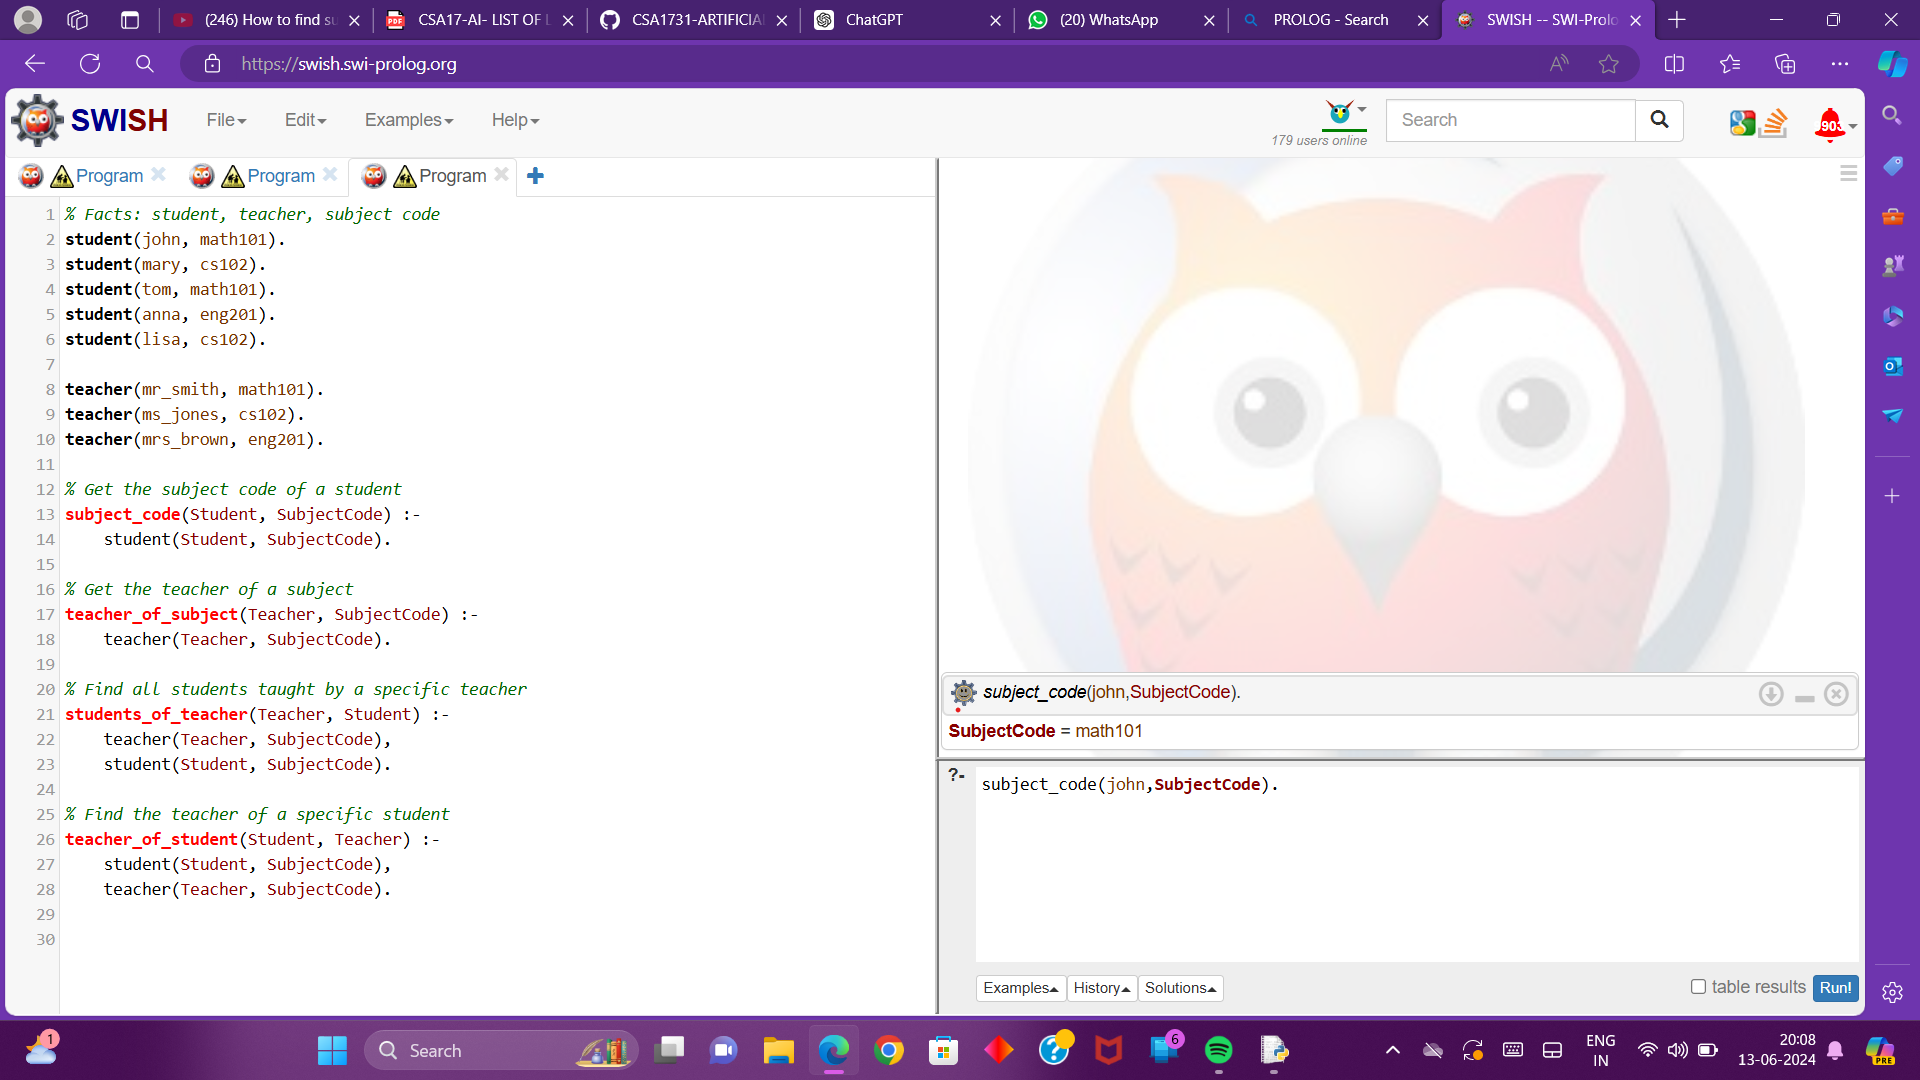 (246) How to find su
CSA17-AI- LIST OF L
CSA1731-ARTIFICIA
ChatGPT
(20) WhatsApp
PROLOG - Search
SWISH -- SWI-Prolo
https://swish.swi-prolog.org
SWISH
File
Edit
Examples
Help
179 users online
Search
903
Program
Program
Program
1 % Facts: student, teacher, subject code
2 student(john, math101).
3 student(mary, cs102).
4 student(tom, math101).
5 student(anna, eng201).
6 student(lisa, cs102).
7
8 teacher(mr_smith, math101).
9 teacher(ms_jones, cs102).
10 teacher(mrs_brown, eng201).
11
12 % Get the subject code of a student
13 subject_code(Student, SubjectCode) :-
14     student(Student, SubjectCode).
15
16 % Get the teacher of a subject
17 teacher_of_subject(Teacher, SubjectCode) :-
18     teacher(Teacher, SubjectCode).
19
20 % Find all students taught by a specific teacher
21 students_of_teacher(Teacher, Student) :-
22     teacher(Teacher, SubjectCode),
23     student(Student, SubjectCode).
24
25 % Find the teacher of a specific student
26 teacher_of_student(Student, Teacher) :-
27     student(Student, SubjectCode),
28     teacher(Teacher, SubjectCode).
29
30
subject_code(john,SubjectCode).
SubjectCode = math101
?- subject_code(john,SubjectCode).
Examples
History
Solutions
table results
Run!
1
Search
6
ENG
IN
20:08
13-06-2024
PRE